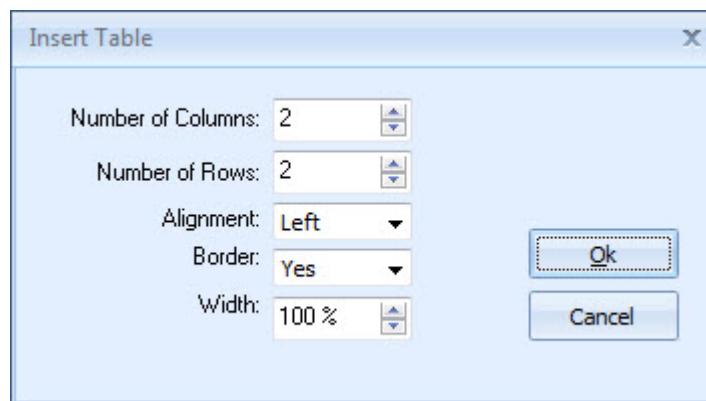 Insert Table
Number of Columns: 2
Number of Rows: 2
Alignment: Left
Border: Yes
Width: 100 %
Ok
Cancel